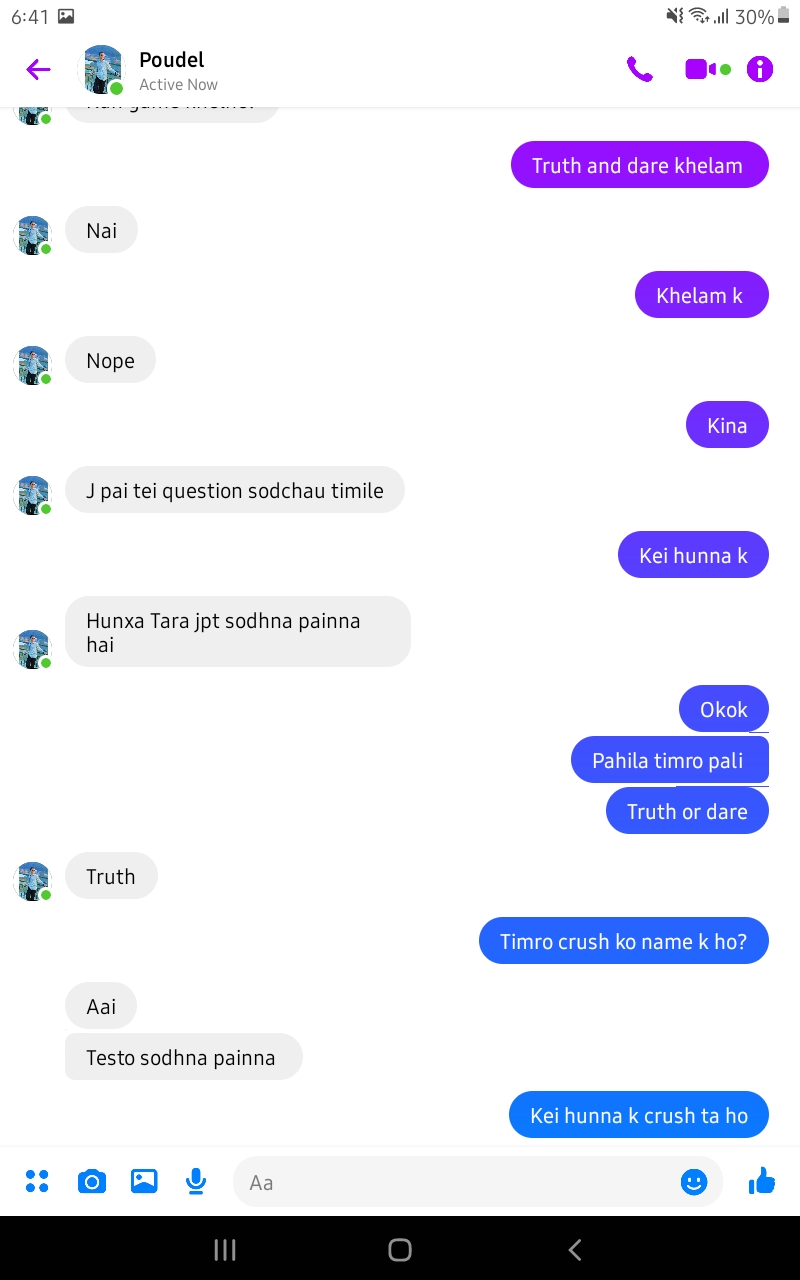 6:41
30%
Poudel
Active Now
Truth and dare khelam
Nai
Khelam k
Nope
Kina
J pai tei question sodchau timile
Kei hunna k
Hunxa Tara jpt sodhna painna
hai
Okok
Pahila timro pali
Truth or dare
Truth
Timro crush ko name k ho?
Aai
Testo sodhna painna
Kei hunna k crush ta ho
Aa